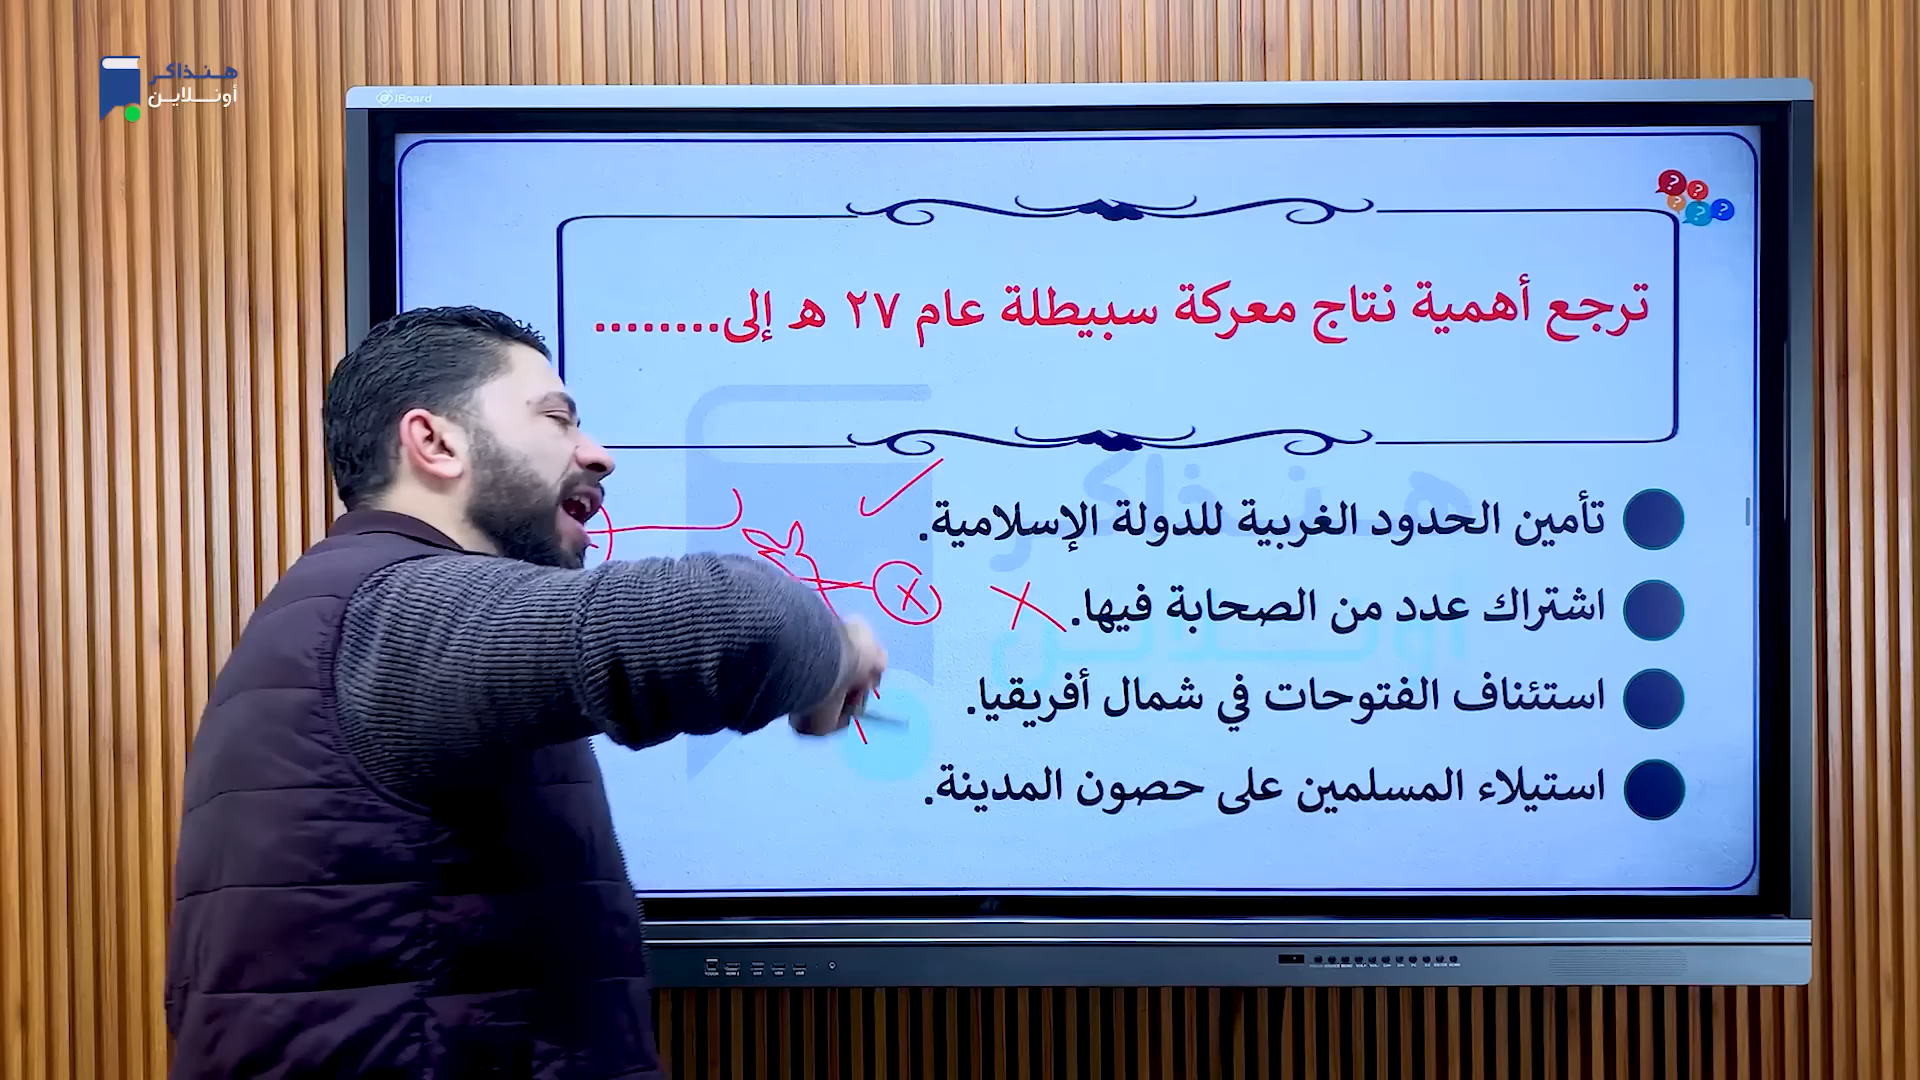 هنذاكر
أونلاين
iBoard
ترجع أهمية نتاج معركة سبيطلة عام ٢٧ هـ إلى........
تأمين الحدود الغربية للدولة الإسلامية.
اشتراك عدد من الصحابة فيها.
استئناف الفتوحات في شمال أفريقيا.
استيلاء المسلمين على حصون المدينة.